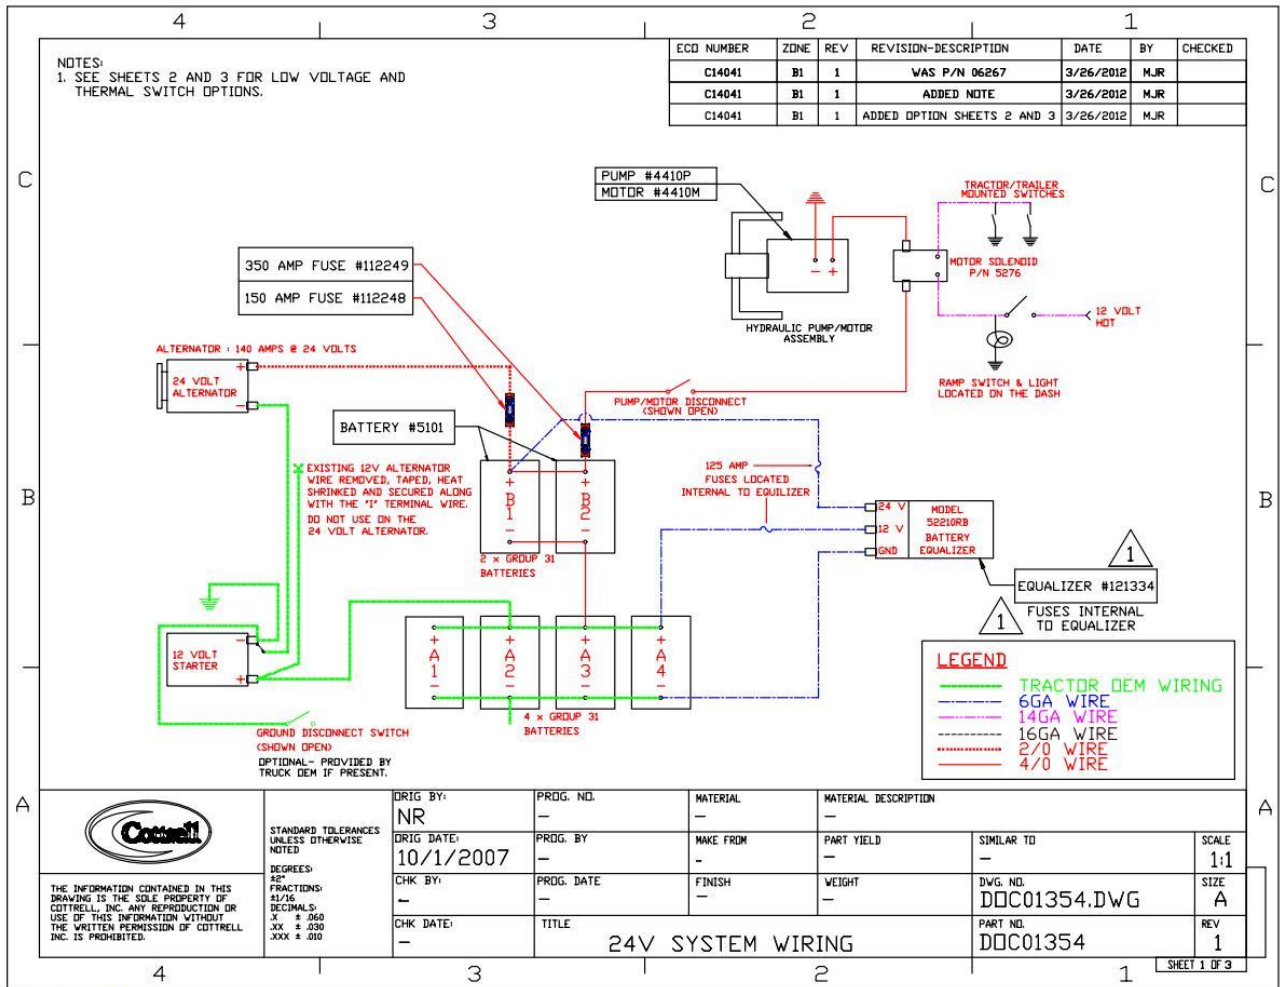 4 3 2 1
NOTES:
1. SEE SHEETS 2 AND 3 FOR LOW VOLTAGE AND
THERMAL SWITCH OPTIONS.
ECO NUMBER ZONE REV REVISION-DESCRIPTION DATE BY CHECKED
C14041 B1 1 WAS P/N 06267 3/26/2012 MJR
C14041 B1 1 ADDED NOTE 3/26/2012 MJR
C14041 B1 1 ADDED OPTION SHEETS 2 AND 3 3/26/2012 MJR
C
C
PUMP #4410P
MOTOR #4410M
TRACTOR/TRAILER
MOUNTED SWITCHES
350 AMP FUSE #112249
150 AMP FUSE #112248
- +
MOTOR SOLENOID
P/N 5276
HYDRAULIC PUMP/MOTOR
ASSEMBLY
12 VOLT
HOT
ALTERNATOR : 140 AMPS @ 24 VOLTS
24 VOLT
ALTERNATOR
+
-
RAMP SWITCH & LIGHT
LOCATED ON THE DASH
PUMP/MOTOR DISCONNECT
(SHOWN OPEN)
BATTERY #5101
EXISTING 12V ALTERNATOR
WIRE REMOVED, TAPED, HEAT
SHRINKED AND SECURED ALONG
WITH THE "I" TERMINAL WIRE.
DO NOT USE ON THE
24 VOLT ALTERNATOR.
+ B 1 -
+ B 2 -
2 x GROUP 31
BATTERIES
125 AMP
FUSES LOCATED
INTERNAL TO EQUILIZER
B
B
24 V
12 V
GND
MODEL
52210RB
BATTERY
EQUALIZER
1
EQUALIZER #121334
1
FUSES INTERNAL
TO EQUALIZER
12 VOLT
STARTER
-
+
+ A 1 -
+ A 2 -
+ A 3 -
+ A 4 -
4 x GROUP 31
BATTERIES
GROUND DISCONNECT SWITCH
(SHOWN OPEN)
OPTIONAL- PROVIDED BY
TRUCK OEM IF PRESENT.
LEGEND
TRACTOR OEM WIRING
6GA WIRE
14GA WIRE
16GA WIRE
2/0 WIRE
4/0 WIRE
A
A
Cottrell
THE INFORMATION CONTAINED IN THIS
DRAWING IS THE SOLE PROPERTY OF
COTTRELL, INC. ANY REPRODUCTION OR
USE OF THIS INFORMATION WITHOUT
THE WRITTEN PERMISSION OF COTTRELL
INC. IS PROHIBITED.
STANDARD TOLERANCES
UNLESS OTHERWISE
NOTED
DEGREES:
±2°
FRACTIONS:
±1/16
DECIMALS:
.X ± .060
.XX ± .030
.XXX ± .010
ORIG BY:
NR
ORIG DATE:
10/1/2007
CHK BY:
-
CHK DATE:
-
PROG. NO.
-
PROG. BY
-
PROG. DATE
-
MATERIAL
-
MAKE FROM
-
FINISH
-
MATERIAL DESCRIPTION
-
PART YIELD
-
WEIGHT
-
SIMILAR TO
-
SCALE
1:1
DWG. NO.
DOC01354.DWG
SIZE
A
TITLE
24V SYSTEM WIRING
PART NO.
DOC01354
REV
1
SHEET 1 OF 3
4 3 2 1